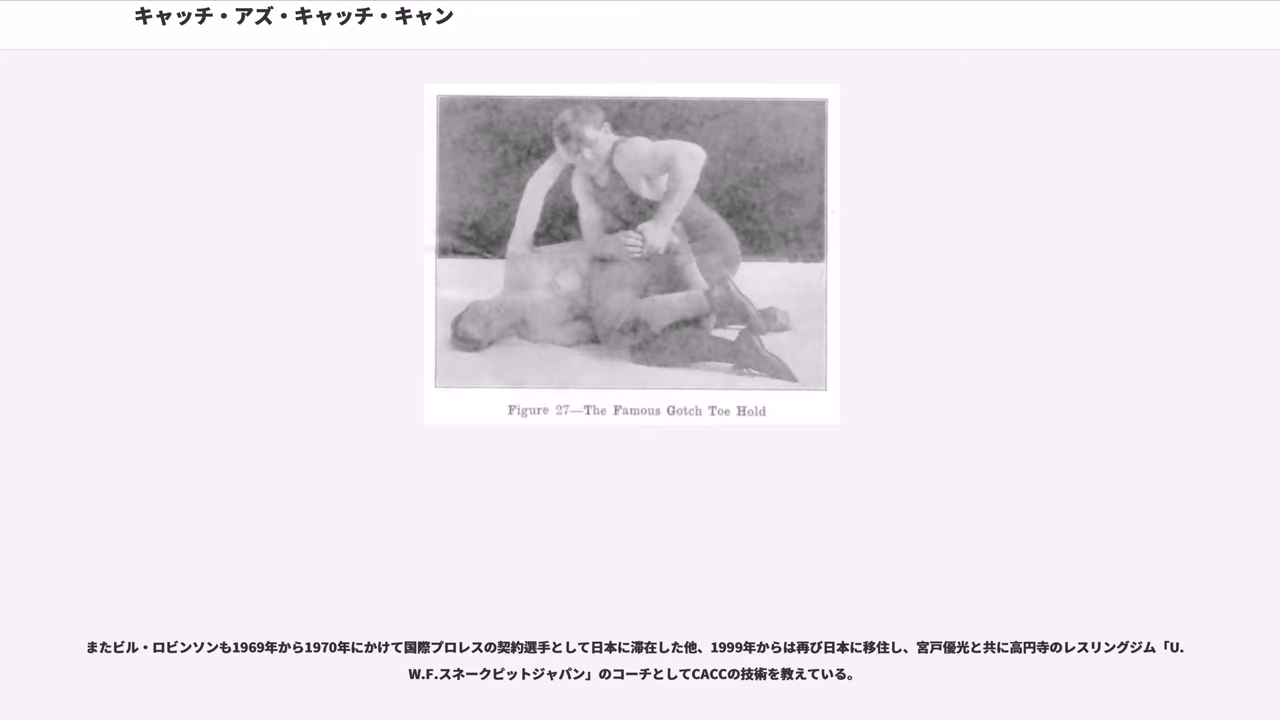 キャッチ・アズ・キャッチ・キャン
Figure 27—The Famous Gotch Toe Hold
またビル・ロビンソンも1969年から1970年にかけて国際プロレスの契約選手として日本に滞在した他、1999年からは再び日本に移住し、宮戸優光と共に高円寺のレスリングジム「U.
W.F.スネークピットジャパン」のコーチとしてCACCの技術を教えている。